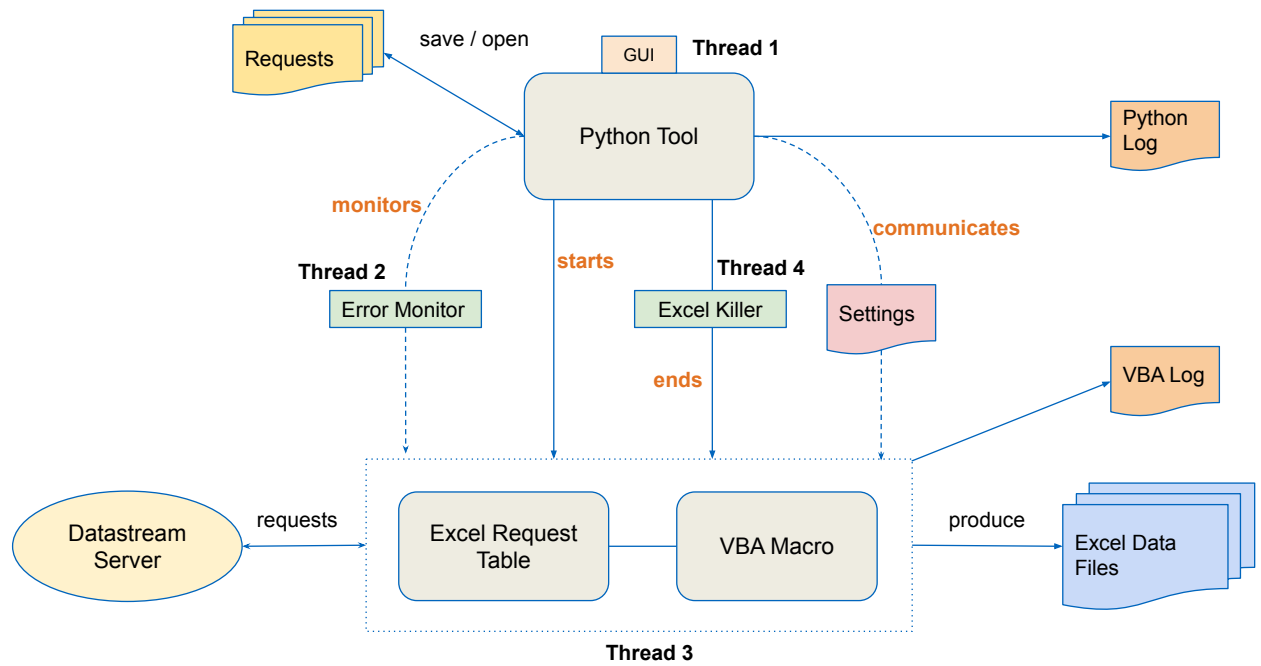 save / open
GUI
Thread 1
Requests
Python Tool
Python
Log
monitors
communicates
starts
Thread 2
Thread 4
Error Monitor
Excel Killer
Settings
ends
VBA Log
requests
produce
Datastream
Server
Excel Request
Table
VBA Macro
Excel Data
Files
Thread 3